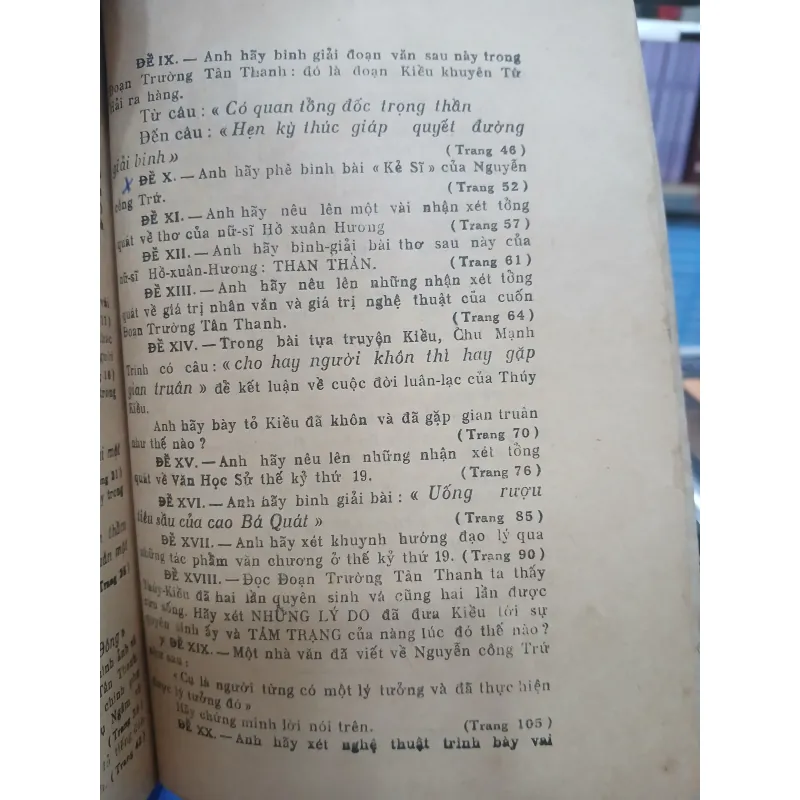 ĐỀ IX. — Anh hãy bình giải đoạn văn sau này trong
Đoạn Trường Tân Thanh : đó là đoạn Kiều khuyên Từ
Hải ra hàng.
Từ câu : « Có quan tổng đốc trọng thần
Đến câu : « Hẹn kỳ thúc giáp quyết đường
giải binh » ( Trang 46 )
X ĐỀ X. — Anh hãy phê bình bài « Kẻ Sĩ » của Nguyễn
công Trứ. ( Trang 52 )
ĐỀ XI. — Anh hãy nêu lên một vài nhận xét tổng
quát về thơ của nữ-sĩ Hồ xuân Hương ( Trang 57 )
ĐỀ XII. — Anh hãy bình-giải bài thơ sau này của
nữ-sĩ Hồ-xuân-Hương : THAN THÂN. ( Trang 61 )
ĐỀ XIII. — Anh hãy nêu lên những nhận xét tổng
quát về giá trị nhân văn và giá trị nghệ thuật của cuốn
Đoạn Trường Tân Thanh. ( Trang 64 )
ĐỀ XIV. — Trong bài tựa truyện Kiều, Chu Mạnh
Trinh có câu : « cho hay người khôn thì hay gặp
gian truân » để kết luận về cuộc đời luân-lạc của Thúy
Kiều.
Anh hãy bày tỏ Kiều đã khôn và đã gặp gian truân
như thế nào ? ( Trang 70 )
ĐỀ XV. — Anh hãy nêu lên những nhận xét tổng
quát về Văn Học Sử thế kỷ thứ 19. ( Trang 76 )
ĐỀ XVI. — Anh hãy bình giải bài : « Uống rượu
tiêu sầu của cao Bá Quát » ( Trang 85 )
ĐỀ XVII. — Anh hãy xét khuynh hướng đạo lý qua
những tác phẩm văn chương ở thế kỷ thứ 19. ( Trang 90 )
ĐỀ XVIII. — Đọc Đoạn Trường Tân Thanh ta thấy
Thúy-Kiều đã hai lần quyên sinh và cũng hai lần được
cứu sống. Hãy xét NHỮNG LÝ DO đã đưa Kiều tới sự
quyên sinh ấy và TÂM TRẠNG của nàng lúc đó thế nào ?
ĐỀ XIX. — Một nhà văn đã viết về Nguyễn công Trứ
như sau :
« Cụ là người từng có một lý tưởng và đã thực hiện
được lý tưởng đó »
Hãy chứng minh lời nói trên. ( Trang 105 )
ĐỀ XX. — Anh hãy xét nghệ thuật trình bày vai